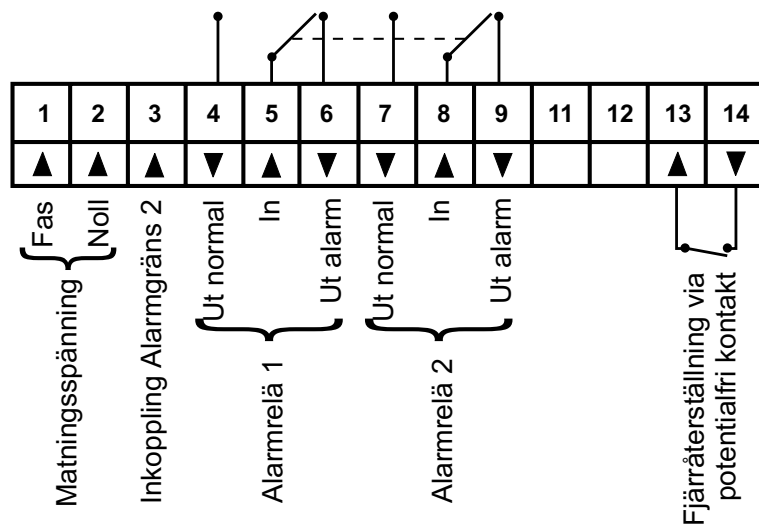 1 2 3 4 5 6 7 8 9 11 12 13 14
Fas
Noll
Matningsspänning
Inkoppling Alarmgräns 2
Ut normal
In
Ut alarm
Alarmrelä 1
Ut normal
In
Ut alarm
Alarmrelä 2
Fjärråterställning via
potentialfri kontakt